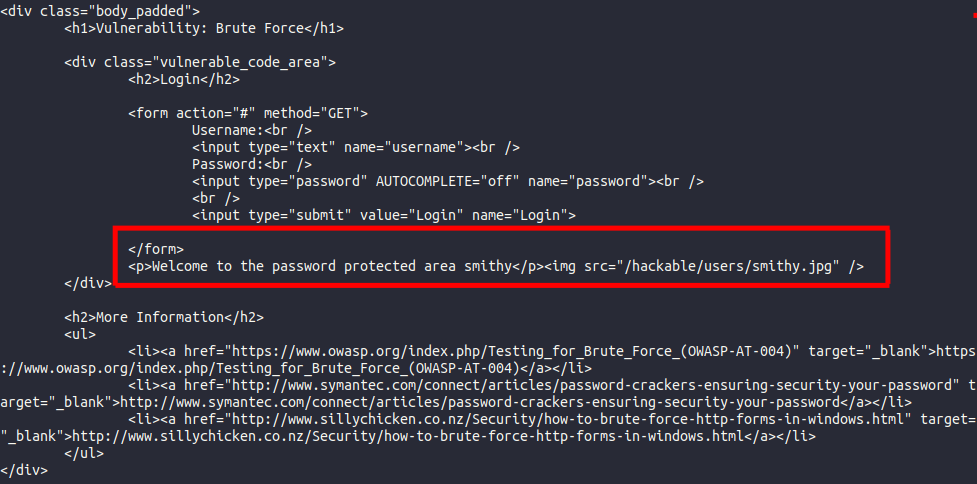 <div class="body_padded">
<h1>Vulnerability: Brute Force</h1>
<div class="vulnerable_code_area">
<h2>Login</h2>
<form action="#" method="GET">
Username:<br />
<input type="text" name="username"><br />
Password:<br />
<input type="password" AUTOCOMPLETE="off" name="password"><br />
<br />
<input type="submit" value="Login" name="Login">
</form>
<p>Welcome to the password protected area smithy</p><img src="/hackable/users/smithy.jpg" />
</div>
<h2>More Information</h2>
<ul>
<li><a href="https://www.owasp.org/index.php/Testing_for_Brute_Force_(OWASP-AT-004)" target="_blank">https
://www.owasp.org/index.php/Testing_for_Brute_Force_(OWASP-AT-004)</a></li>
<li><a href="http://www.symantec.com/connect/articles/password-crackers-ensuring-security-your-password" t
arget="_blank">http://www.symantec.com/connect/articles/password-crackers-ensuring-security-your-password</a></li>
<li><a href="http://www.sillychicken.co.nz/Security/how-to-brute-force-http-forms-in-windows.html" target=
"_blank">http://www.sillychicken.co.nz/Security/how-to-brute-force-http-forms-in-windows.html</a></li>
</ul>
</div>